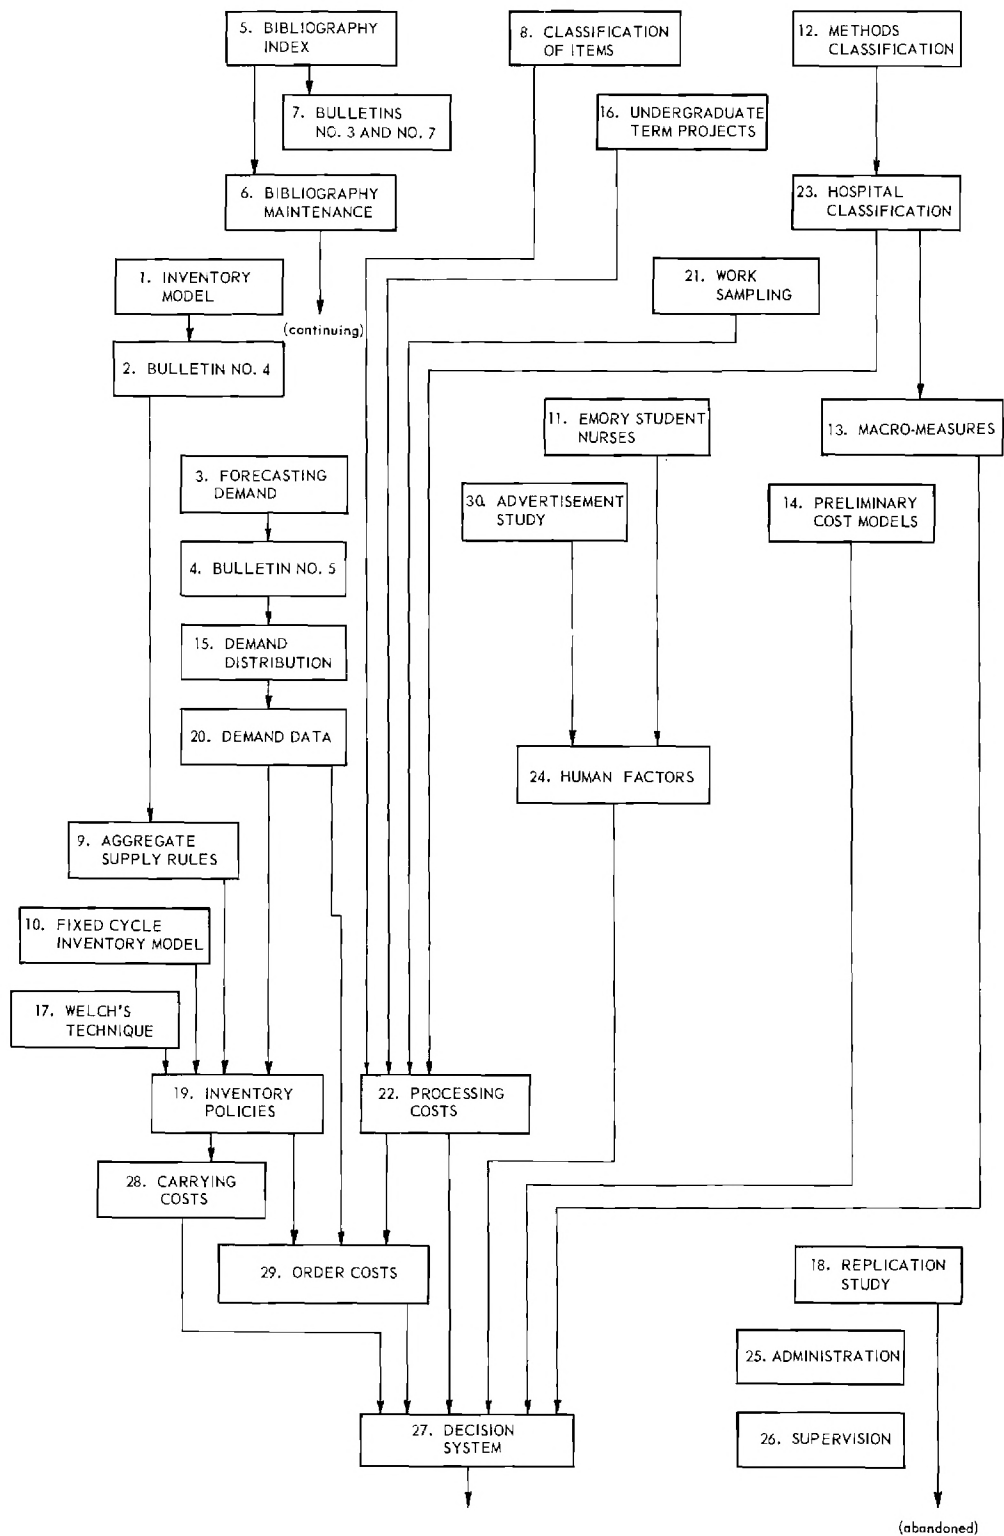 5. BIBLIOGRAPHY
INDEX
8. CLASSIFICATION
OF ITEMS
12. METHODS
CLASSIFICATION
7. BULLETINS
NO. 3 AND NO. 7
16. UNDERGRADUATE
TERM PROJECTS
6. BIBLIOGRAPHY
MAINTENANCE
23. HOSPITAL
CLASSIFICATION
1. INVENTORY
MODEL
21. WORK
SAMPLING
(continuing)
2. BULLETIN NO. 4
11. EMORY STUDENT
NURSES
13. MACRO-MEASURES
3. FORECASTING
DEMAND
30. ADVERTISEMENT
STUDY
14. PRELIMINARY
COST MODELS
4. BULLETIN NO. 5
15. DEMAND
DISTRIBUTION
20. DEMAND DATA
24. HUMAN FACTORS
9. AGGREGATE
SUPPLY RULES
10. FIXED CYCLE
INVENTORY MODEL
17. WELCH'S
TECHNIQUE
19. INVENTORY
POLICIES
22. PROCESSING
COSTS
28. CARRYING
COSTS
29. ORDER COSTS
18. REPLICATION
STUDY
25. ADMINISTRATION
27. DECISION
SYSTEM
26. SUPERVISION
(abandoned)